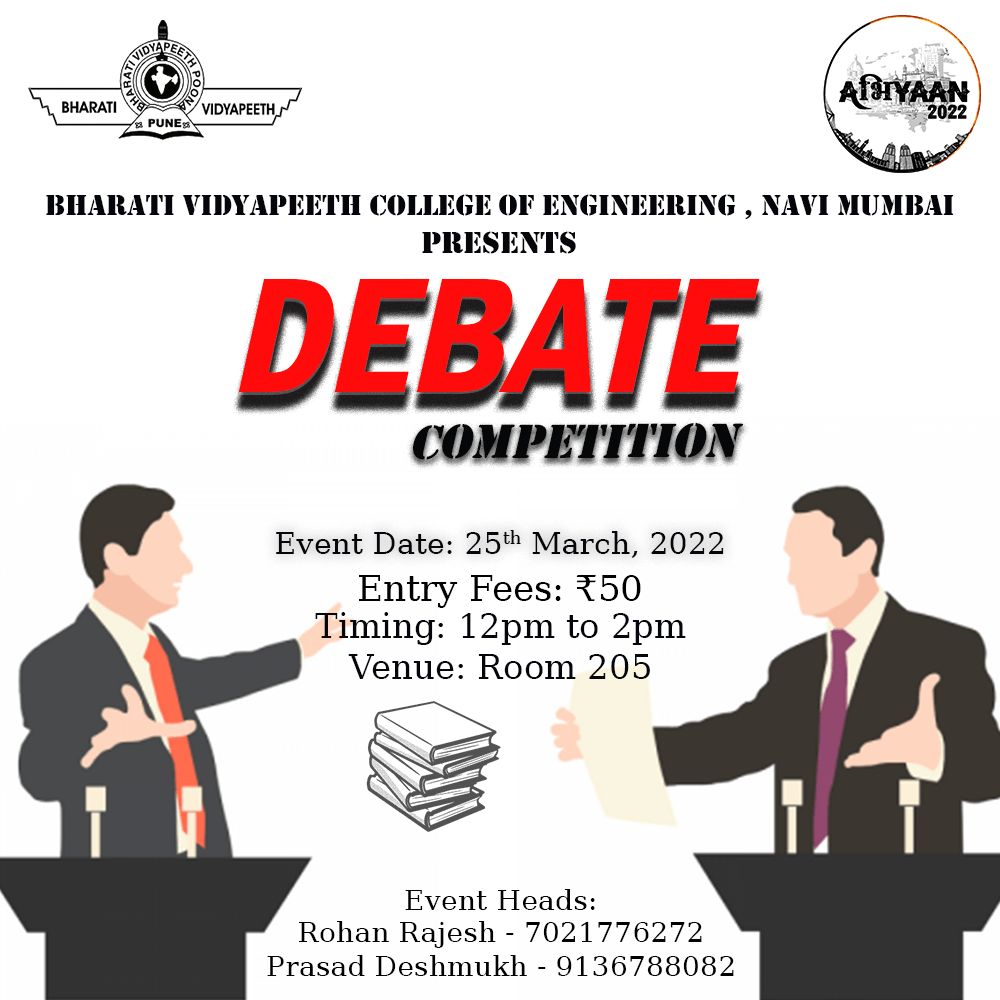 BHARATI VIDYAPEETH
BHARATI VIDYAPEETH POONA
PUNE
अभिYAAN
2022
BHARATI VIDYAPEETH COLLEGE OF ENGINEERING , NAVI MUMBAI
PRESENTS
DEBATE
COMPETITION
Event Date: 25th March, 2022
Entry Fees: ₹50
Timing: 12pm to 2pm
Venue: Room 205
Event Heads:
Rohan Rajesh - 7021776272
Prasad Deshmukh - 9136788082